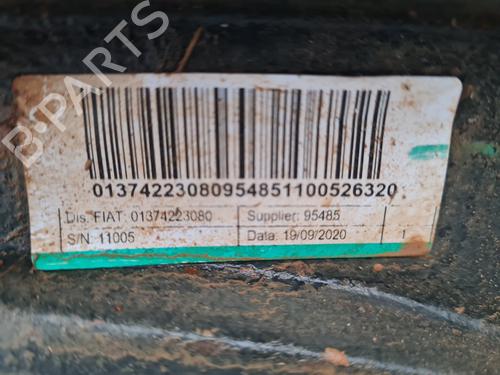 B-PARTS
01374223080954851100526320
Dis. FIAT: 01374223080 Supplier: 95485
S/N: 11005 Data: 19/09/2020 1